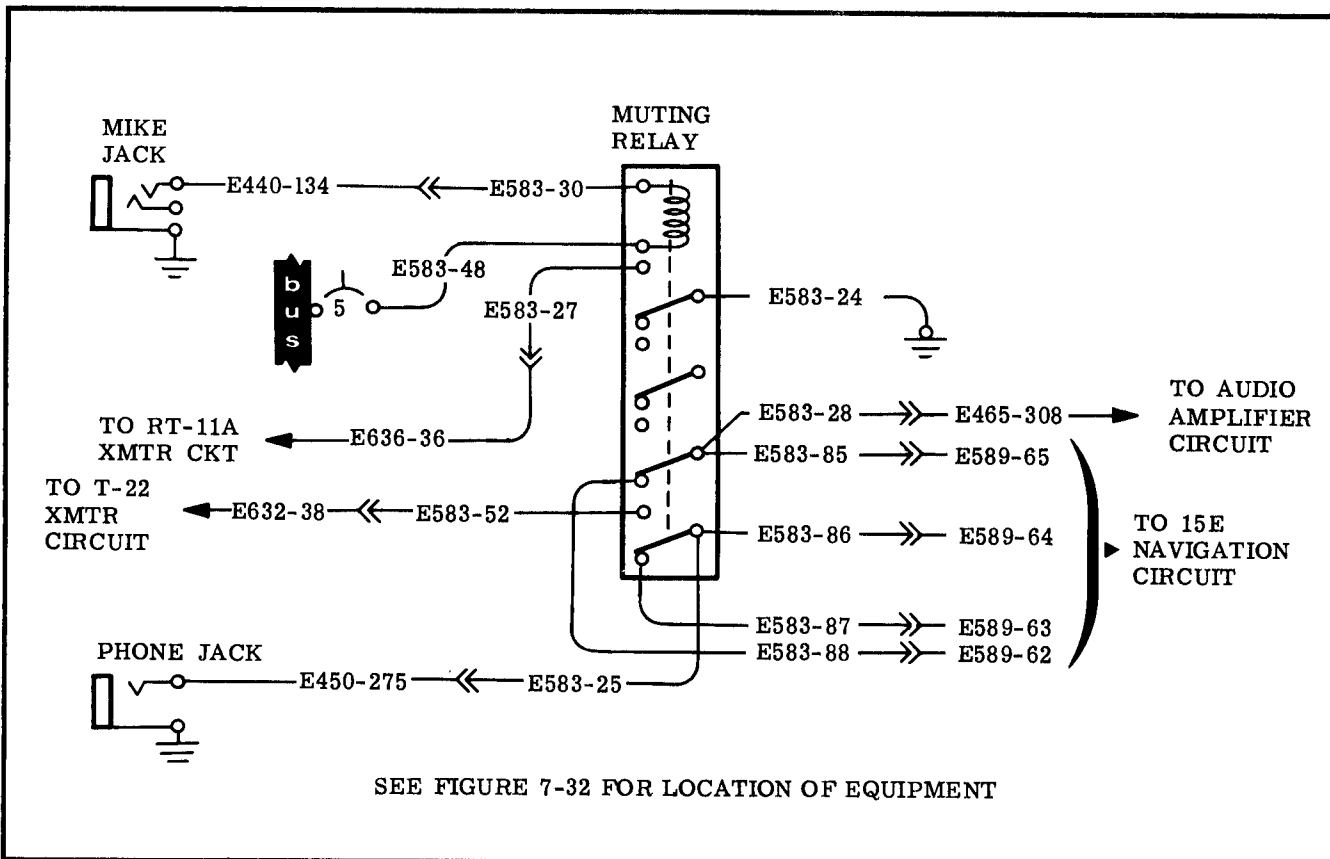 MUTING
RELAY
MIKE
JACK
E440-134
E583-30
E583-48
bus
5
E583-27
E583-24
TO RT-11A
XMTR CKT
E636-36
E583-28
E465-308
TO AUDIO
AMPLIFIER
CIRCUIT
E583-85
E589-65
TO T-22
XMTR
CIRCUIT
E632-38
E583-52
E583-86
E589-64
TO 15E
NAVIGATION
CIRCUIT
E583-87
E589-63
E583-88
E589-62
PHONE JACK
E450-275
E583-25
SEE FIGURE 7-32 FOR LOCATION OF EQUIPMENT